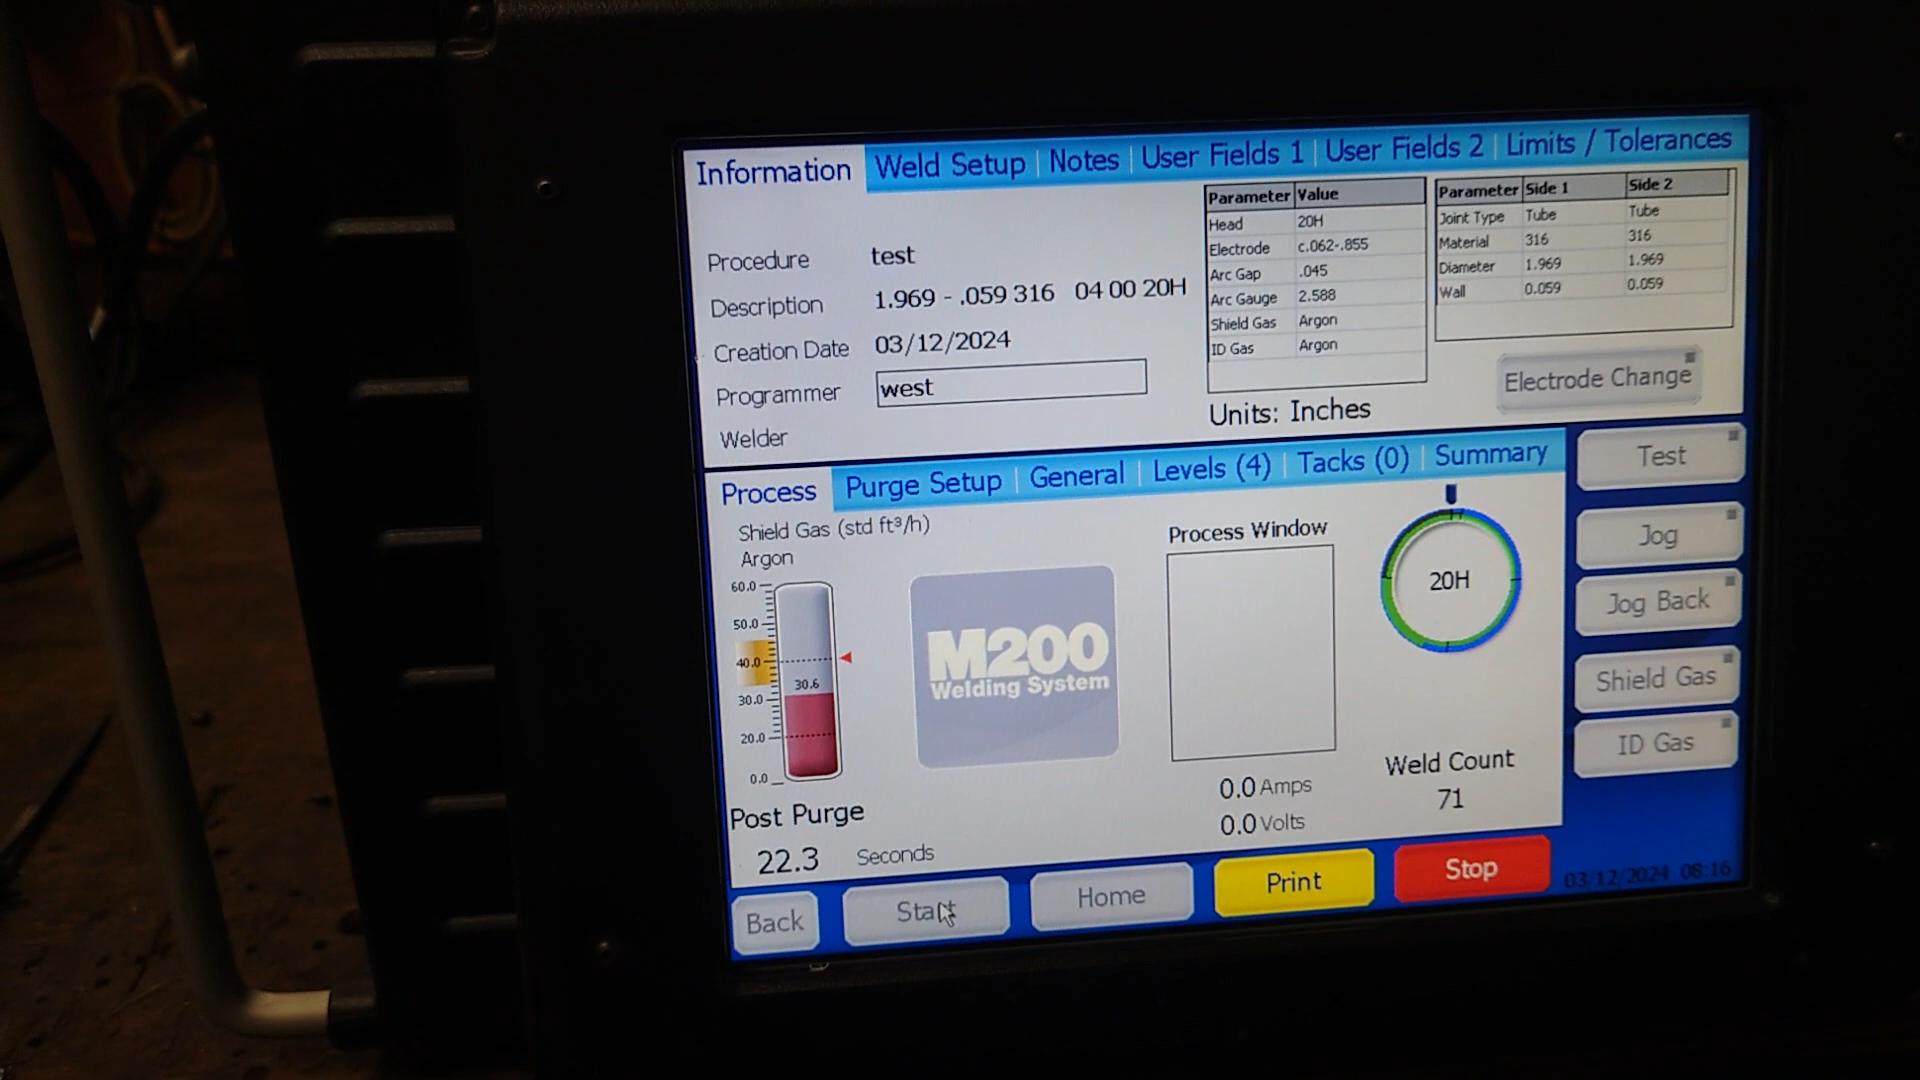 Information | Weld Setup | Notes | User Fields 1 | User Fields 2 | Limits / Tolerances
Procedure test
Description 1.969 - .059 316 04 00 20H
Creation Date 03/12/2024
Programmer west
Welder
Parameter Value
Head 20H
Electrode c.062-.855
Arc Gap .045
Arc Gauge 2.588
Shield Gas Argon
ID Gas Argon
Units: Inches
Parameter Side 1 Side 2
Joint Type Tube Tube
Material 316 316
Diameter 1.969 1.969
Wall 0.059 0.059
Electrode Change
Process | Purge Setup | General | Levels (4) | Tacks (0) | Summary
Shield Gas (std ft³/h)
Argon
60.0
50.0
40.0
30.6
30.0
20.0
0.0
Post Purge
22.3 Seconds
M200
Welding System
Process Window
0.0 Amps
0.0 Volts
20H
Weld Count
71
Test
Jog
Jog Back
Shield Gas
ID Gas
Back
Start
Home
Print
Stop
03/12/2024 08:16